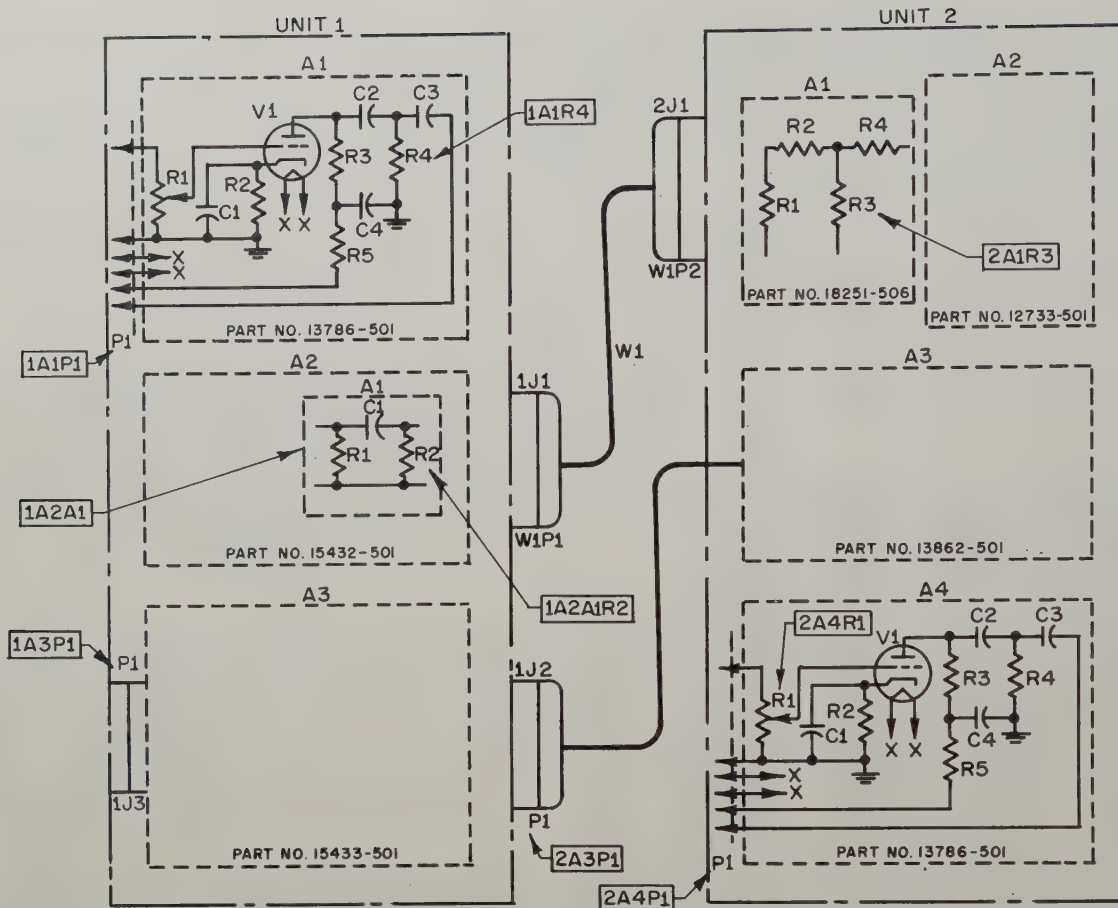 UNIT 1
A1
V1
C2
C3
1A1R4
R1
R2
R3
R4
C1
X X
C4
X
X
R5
PART NO. 13786-501
P1
1A1P1
A2
A1
C1
R1
R2
1A2A1
PART NO. 15432-501
1A2A1R2
A3
1A3P1
P1
1J3
PART NO. 15433-501
1J1
W1P1
1J2
P1
2A3P1
W1
UNIT 2
2J1
W1P2
A1
R2
R4
R1
R3
2A1R3
PART NO. 18251-506
A2
PART NO. 12733-501
A3
PART NO. 13862-501
A4
2A4R1
V1
C2
C3
R1
R2
R3
R4
C1
X X
C4
X
X
R5
PART NO. 13786-501
P1
2A4P1